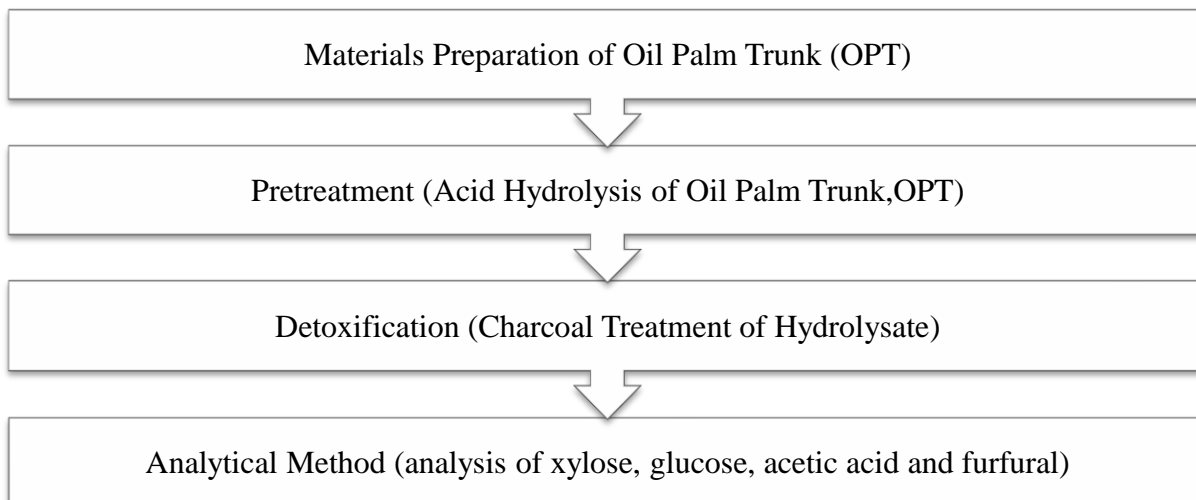 Materials Preparation of Oil Palm Trunk (OPT)
Pretreatment (Acid Hydrolysis of Oil Palm Trunk,OPT)
Detoxification (Charcoal Treatment of Hydrolysate)
Analytical Method (analysis of xylose, glucose, acetic acid and furfural)